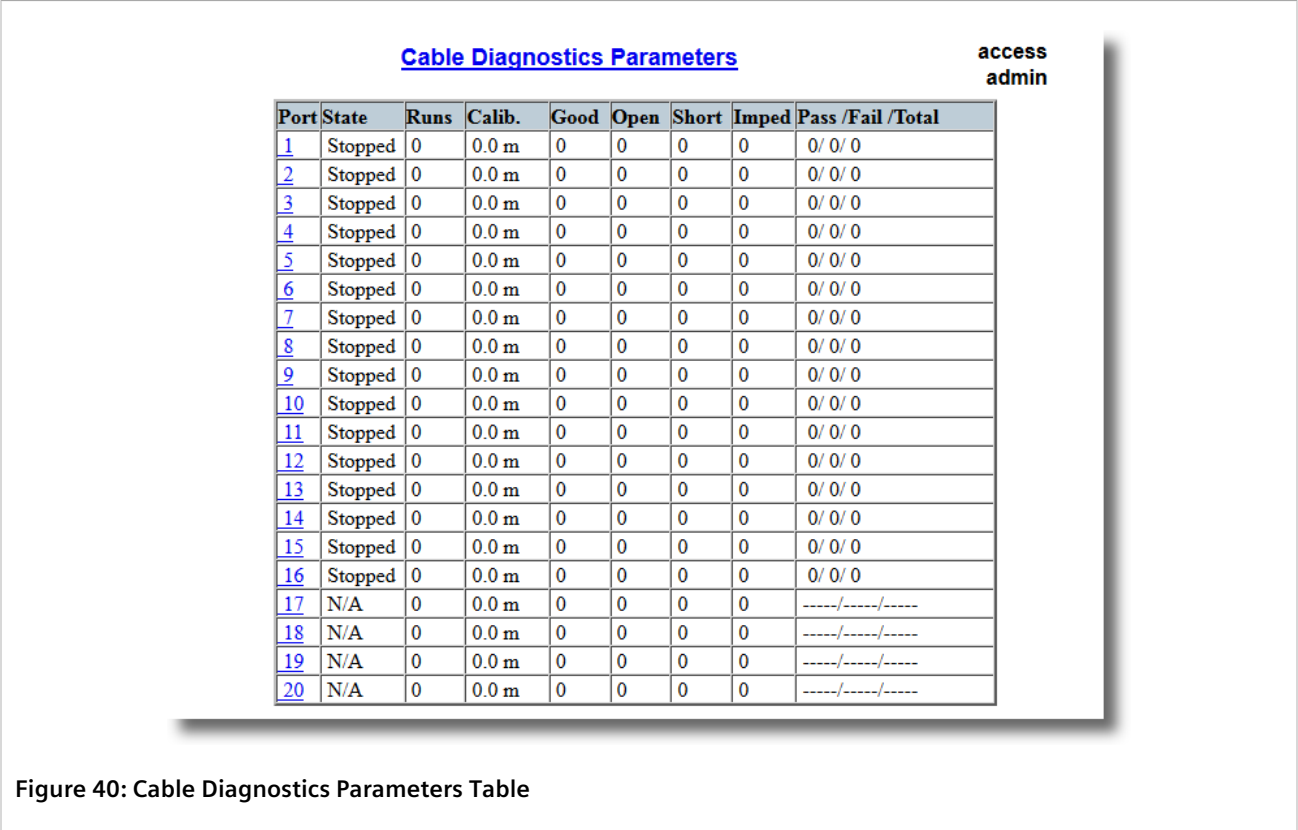 Cable Diagnostics Parameters
access
admin
Port State Runs Calib. Good Open Short Imped Pass /Fail /Total
1 Stopped 0 0.0 m 0 0 0 0 0/ 0/ 0
2 Stopped 0 0.0 m 0 0 0 0 0/ 0/ 0
3 Stopped 0 0.0 m 0 0 0 0 0/ 0/ 0
4 Stopped 0 0.0 m 0 0 0 0 0/ 0/ 0
5 Stopped 0 0.0 m 0 0 0 0 0/ 0/ 0
6 Stopped 0 0.0 m 0 0 0 0 0/ 0/ 0
7 Stopped 0 0.0 m 0 0 0 0 0/ 0/ 0
8 Stopped 0 0.0 m 0 0 0 0 0/ 0/ 0
9 Stopped 0 0.0 m 0 0 0 0 0/ 0/ 0
10 Stopped 0 0.0 m 0 0 0 0 0/ 0/ 0
11 Stopped 0 0.0 m 0 0 0 0 0/ 0/ 0
12 Stopped 0 0.0 m 0 0 0 0 0/ 0/ 0
13 Stopped 0 0.0 m 0 0 0 0 0/ 0/ 0
14 Stopped 0 0.0 m 0 0 0 0 0/ 0/ 0
15 Stopped 0 0.0 m 0 0 0 0 0/ 0/ 0
16 Stopped 0 0.0 m 0 0 0 0 0/ 0/ 0
17 N/A 0 0.0 m 0 0 0 0 -----/-----/-----
18 N/A 0 0.0 m 0 0 0 0 -----/-----/-----
19 N/A 0 0.0 m 0 0 0 0 -----/-----/-----
20 N/A 0 0.0 m 0 0 0 0 -----/-----/-----
Figure 40: Cable Diagnostics Parameters Table